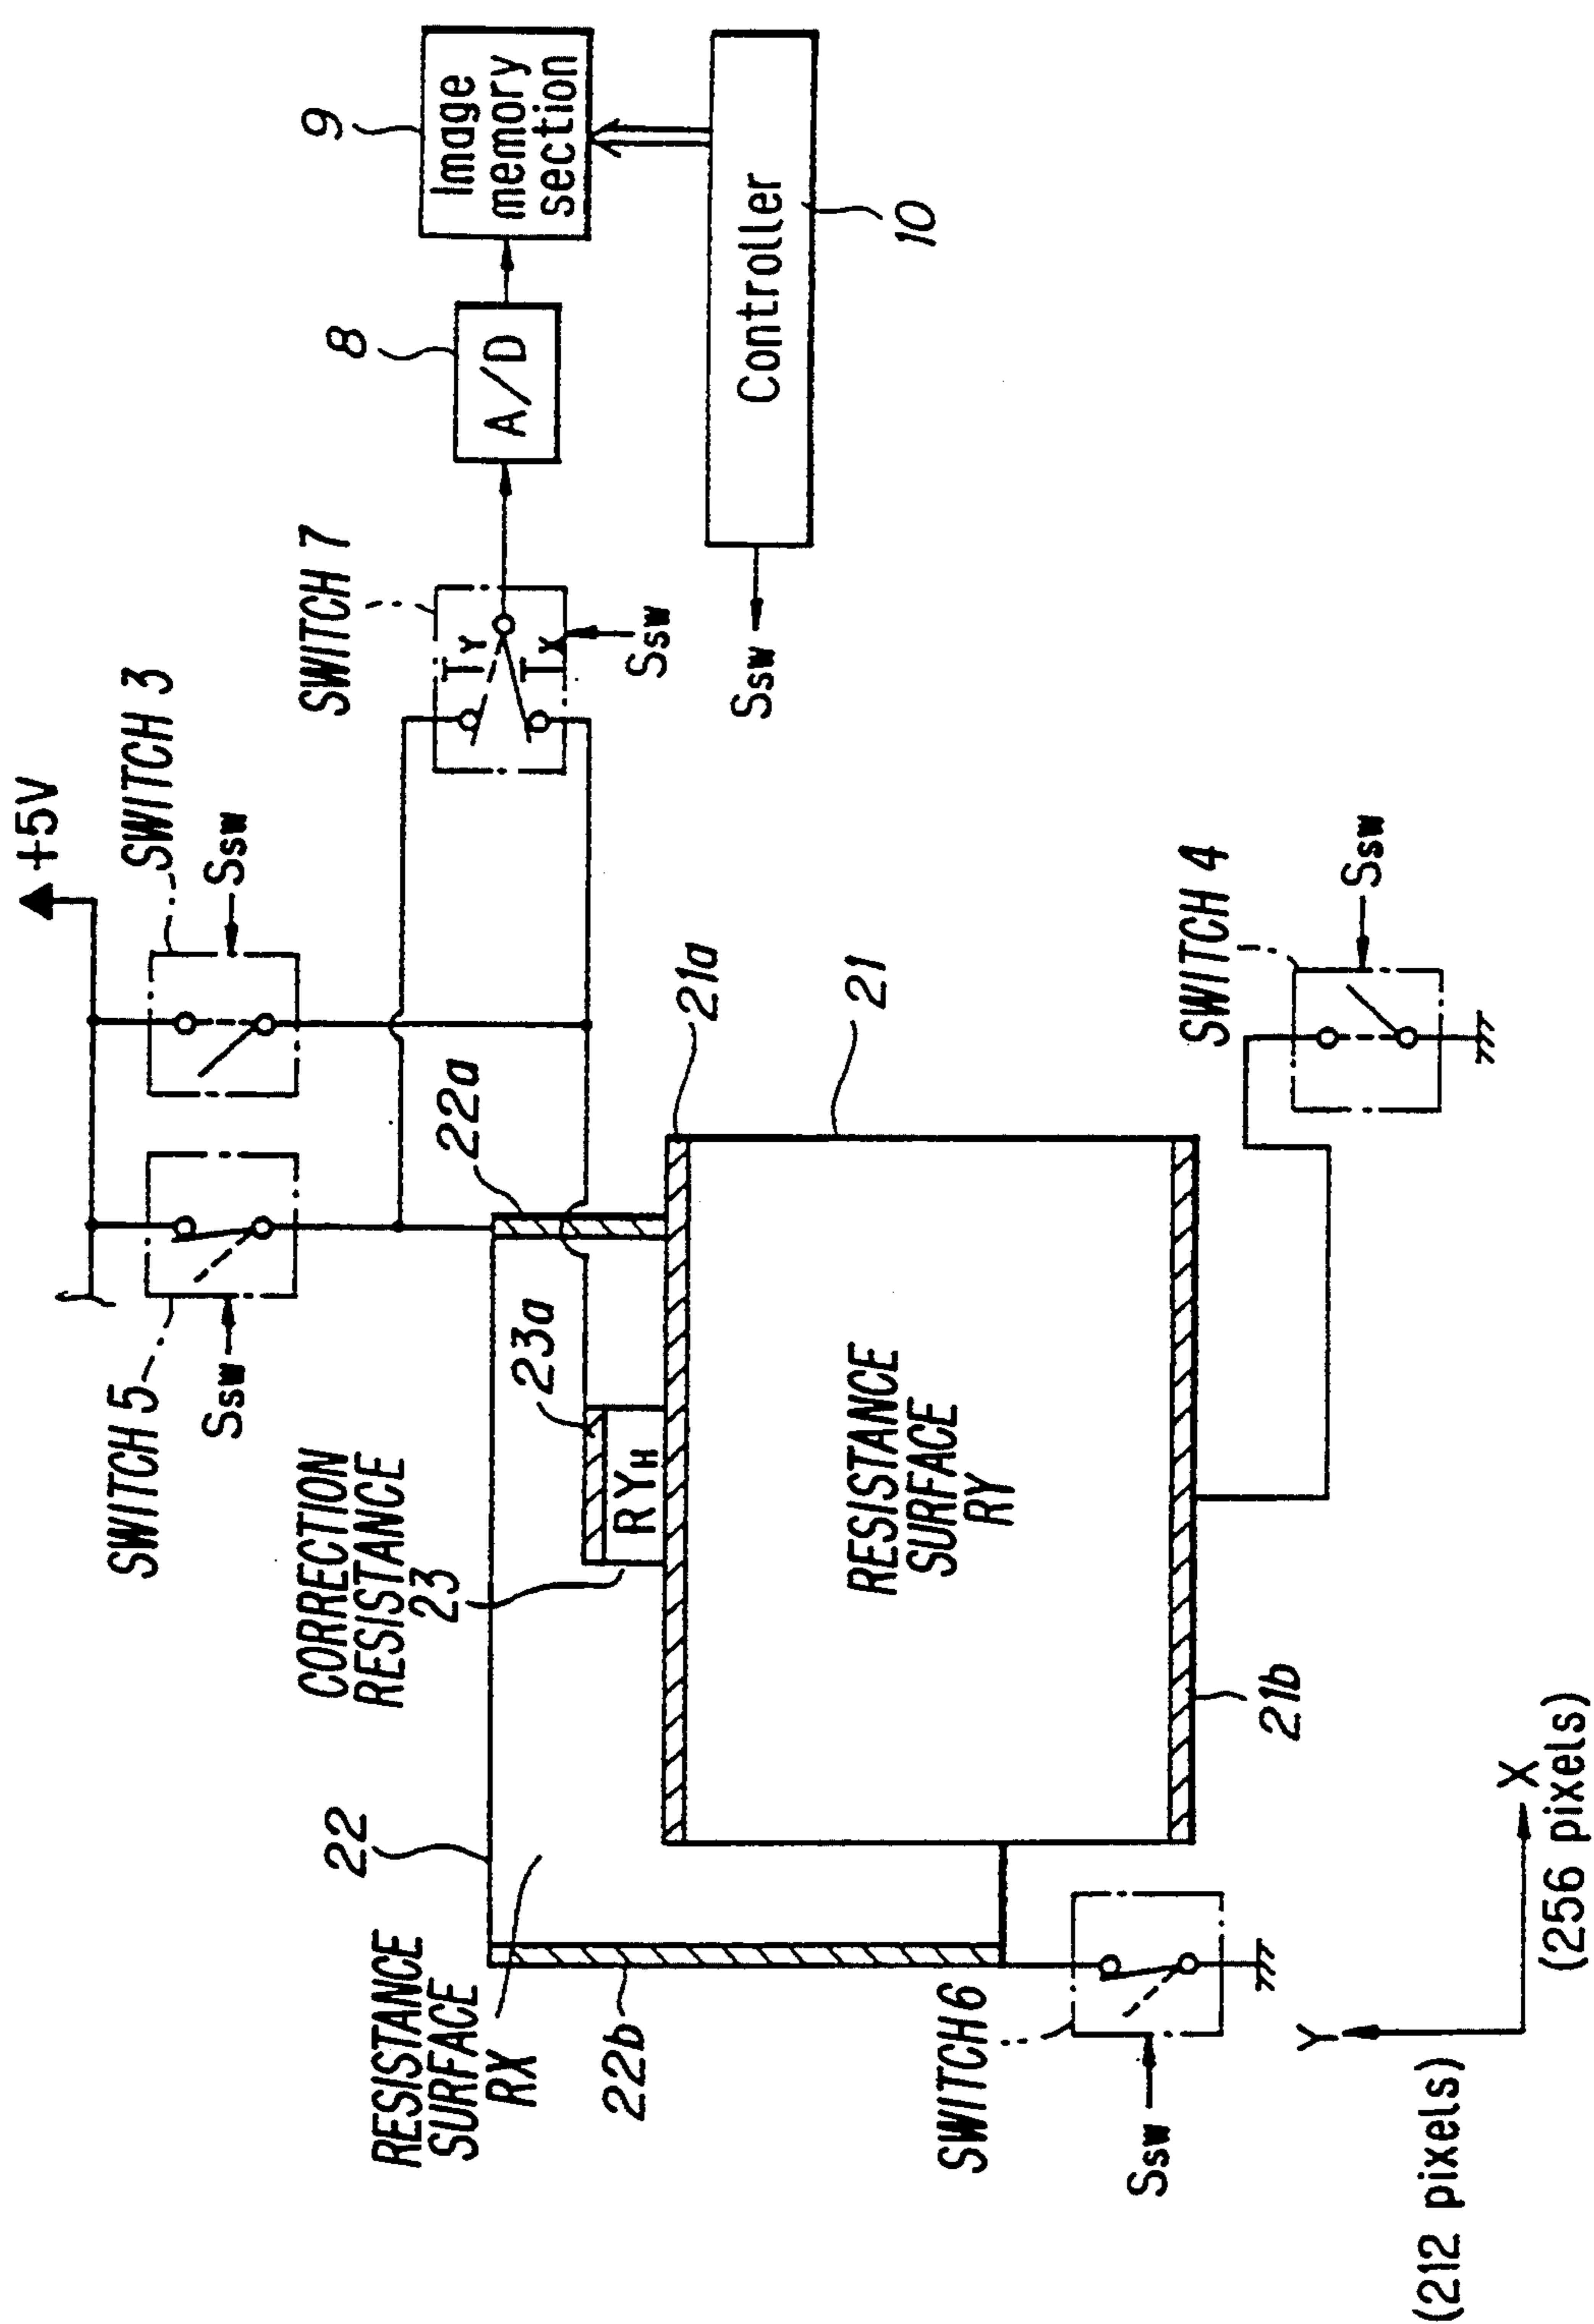 +5V
SWITCH 5
Ssw
SWITCH 3
Ssw
SWITCH 7
TY
TX
Ssw
8
A/D
9
Image
memory
section
Controller
10
Ssw
22
RESISTANCE
SURFACE
RX
22b
CORRECTION
RESISTANCE
23
23a
RYH
22a
21a
21
RESISTANCE
SURFACE
RY
21b
SWITCH 4
Ssw
SWITCH 6
Ssw
Y
(212 pixels)
X
(256 pixels)